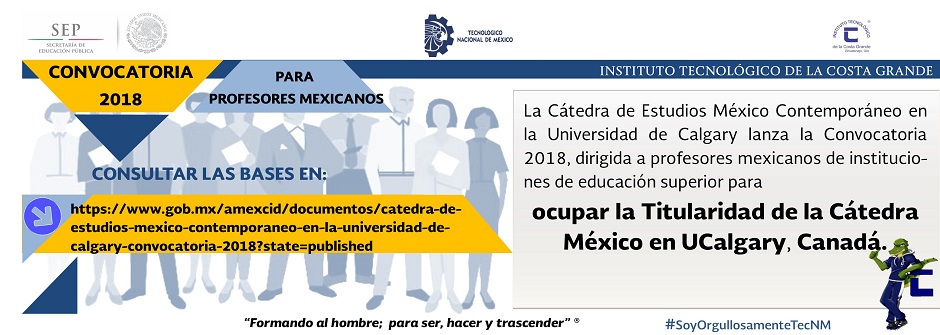 SEP
SECRETARÍA DE
EDUCACIÓN PÚBLICA
TECNOLÓGICO
NACIONAL DE MÉXICO
INSTITUTO TECNOLÓGICO
de la Costa Grande
INSTITUTO TECNOLÓGICO DE LA COSTA GRANDE
CONVOCATORIA
2018
PARA
PROFESORES MEXICANOS
CONSULTAR LAS BASES EN:
https://www.gob.mx/amexcid/documentos/catedra-de-
estudios-mexico-contemporaneo-en-la-universidad-de-
calgary-convocatoria-2018?state=published
La Cátedra de Estudios México Contemporáneo en
la Universidad de Calgary lanza la Convocatoria
2018, dirigida a profesores mexicanos de institucio-
nes de educación superior para
ocupar la Titularidad de la Cátedra
México en UCalgary, Canadá.
“Formando al hombre;  para ser, hacer y trascender” ®
#SoyOrgullosamenteTecNM